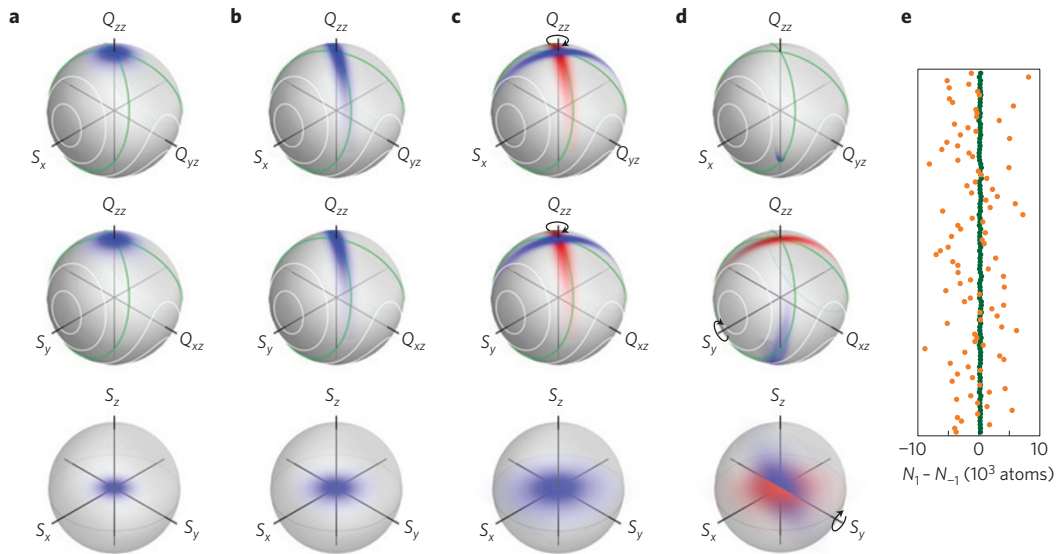 a
b
c
d
e
Q_zz
Q_zz
Q_zz
Q_zz
S_x
Q_yz
S_x
Q_yz
S_x
Q_yz
S_x
Q_yz
Q_zz
Q_zz
Q_zz
Q_zz
S_y
Q_xz
S_y
Q_xz
S_y
Q_xz
S_y
Q_xz
S_z
S_z
S_z
S_z
S_x
S_y
S_x
S_y
S_x
S_y
S_x
S_y
−10
0
10
N_1 – N_−1 (10^3 atoms)